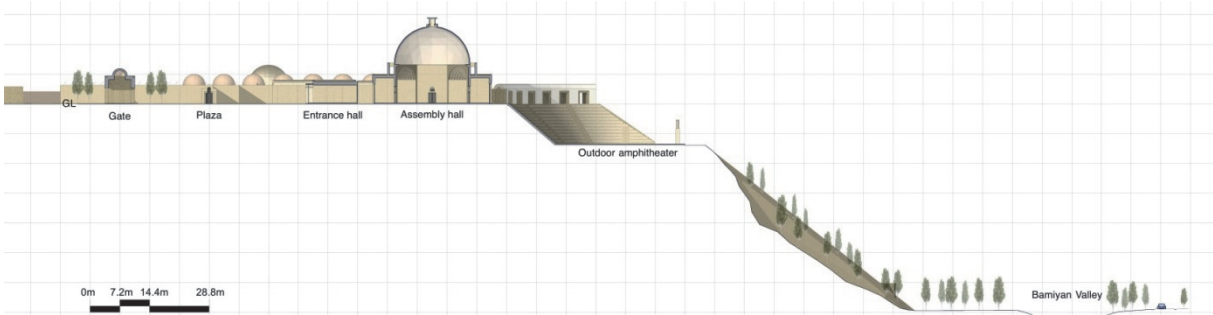 GL
Gate
Plaza
Entrance hall
Assembly hall
Outdoor amphitheater
0m 7.2m 14.4m 28.8m
Bamiyan Valley